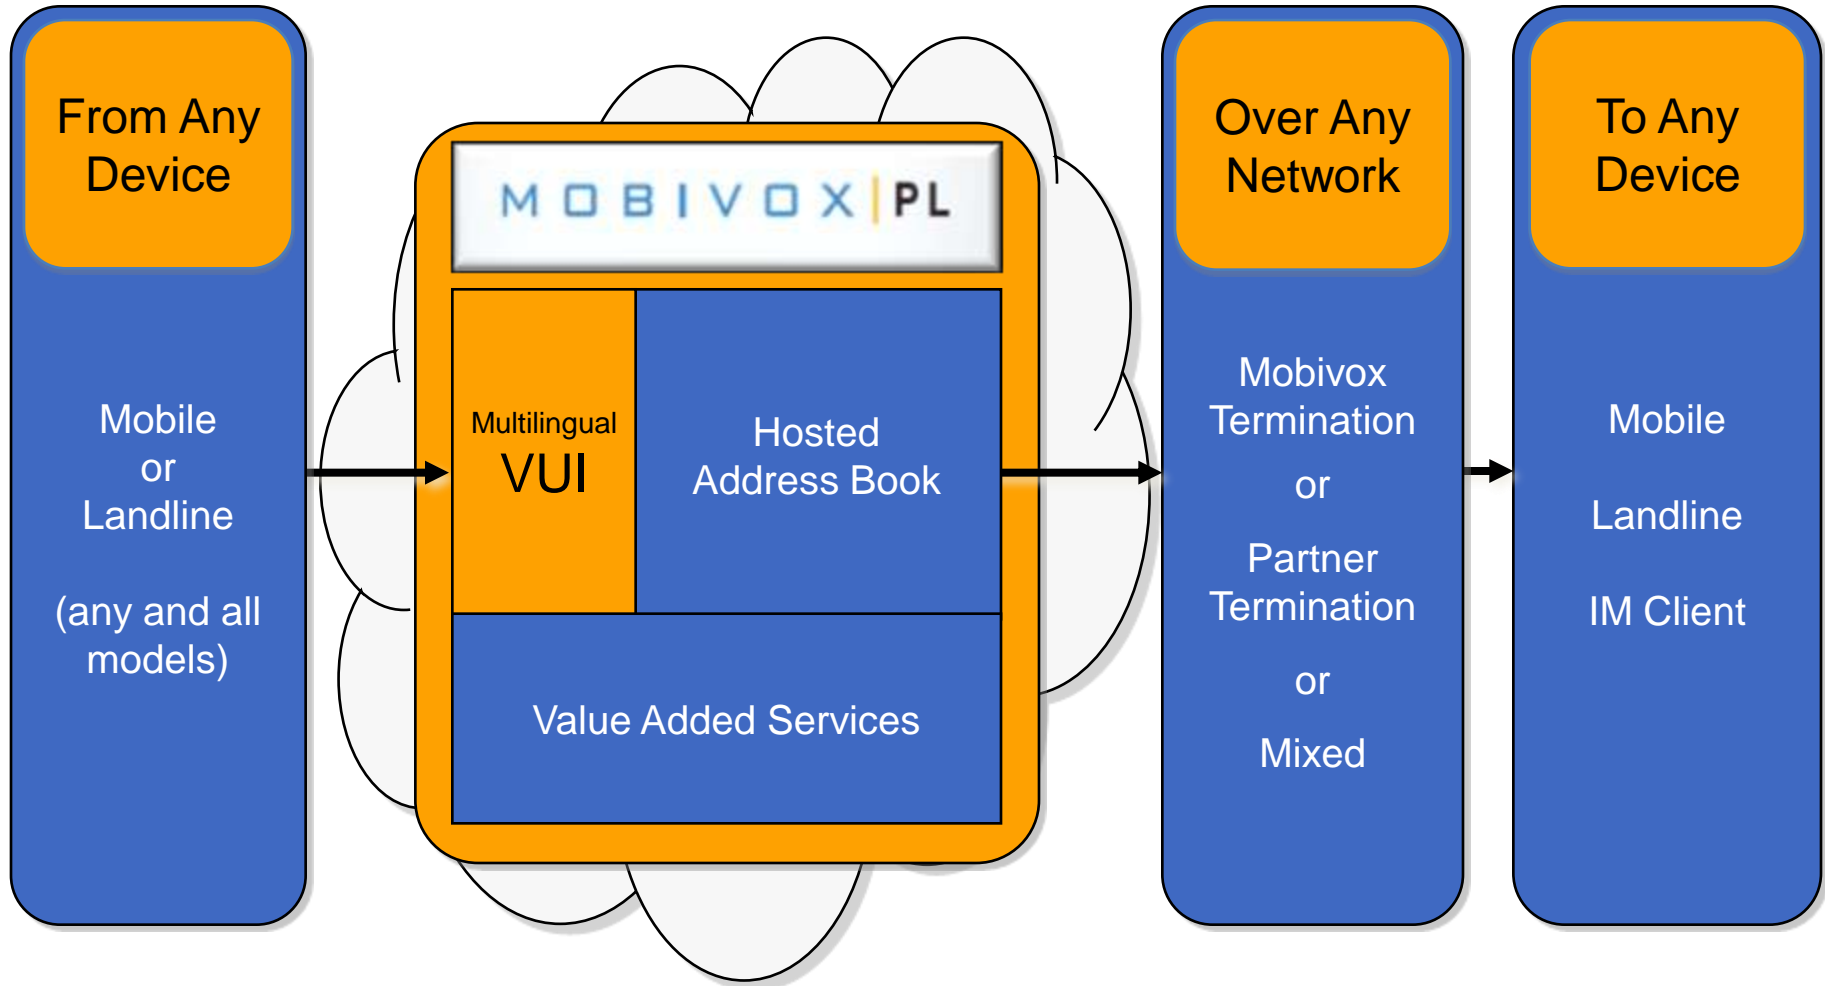 From Any
Device
Mobile
or
Landline
(any and all
models)
MOBIVOX|PL
Multilingual
VUI
Hosted
Address Book
Value Added Services
Over Any
Network
Mobivox
Termination
or
Partner
Termination
or
Mixed
To Any
Device
Mobile
Landline
IM Client